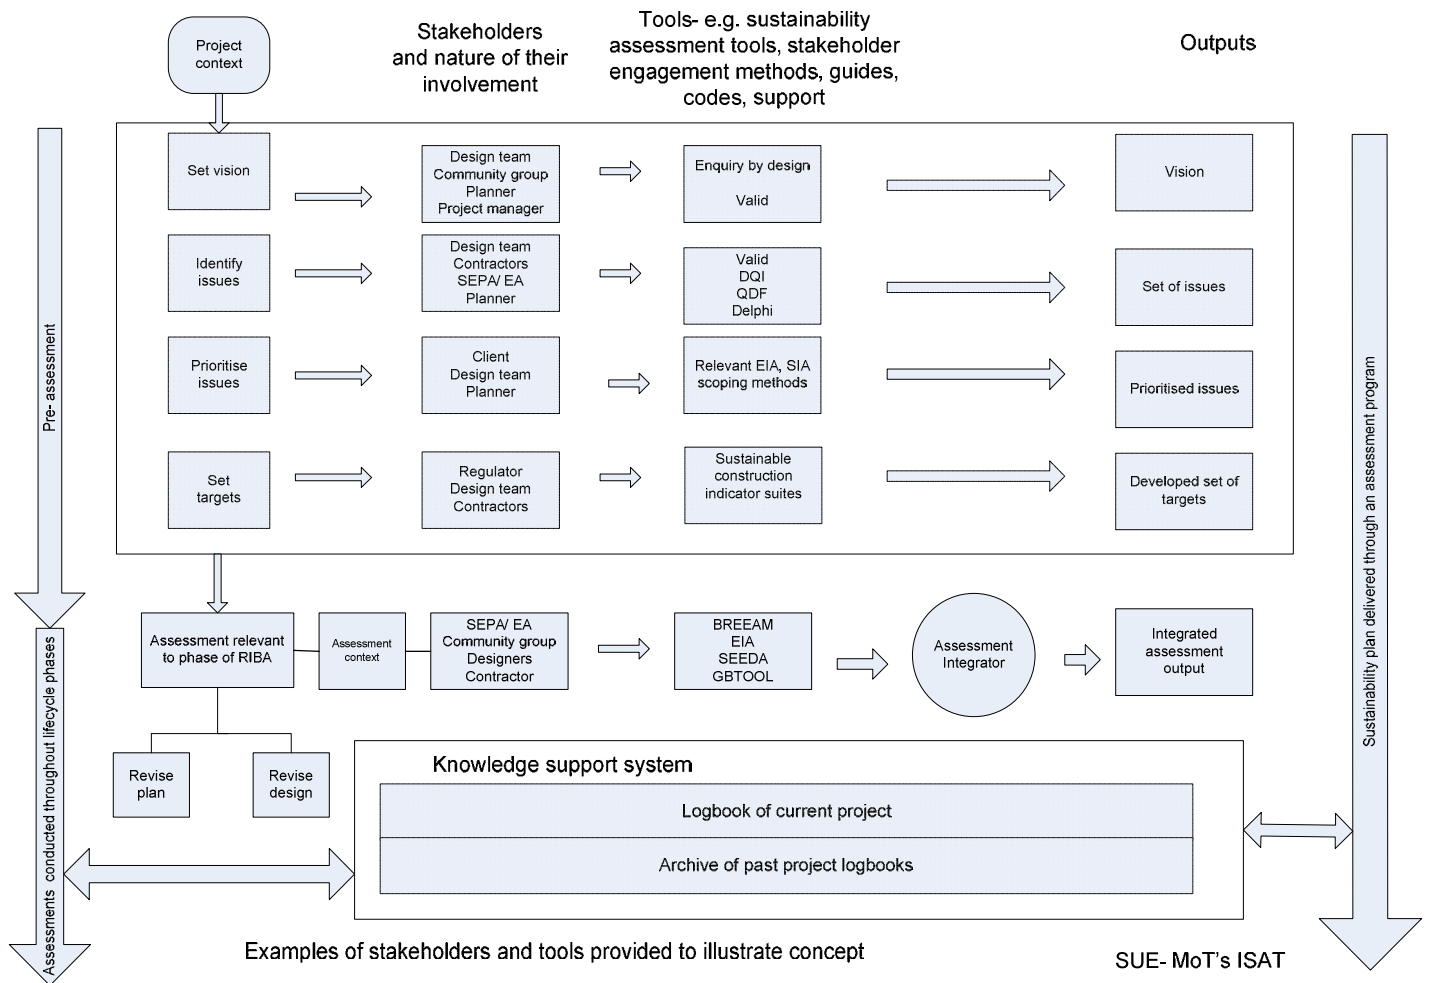 Project
context
Stakeholders
and nature of their
involvement
Tools- e.g. sustainability
assessment tools, stakeholder
engagement methods, guides,
codes, support
Outputs
Set vision
Design team
Community group
Planner
Project manager
Enquiry by design
Valid
Vision
Identify
issues
Design team
Contractors
SEPA/ EA
Planner
Valid
DQI
QDF
Delphi
Set of issues
Prioritise
issues
Client
Design team
Planner
Relevant EIA, SIA
scoping methods
Prioritised issues
Set
targets
Regulator
Design team
Contractors
Sustainable
construction
indicator suites
Developed set of
targets
Pre- assessment
Sustainability plan delivered through an assessment program
Assessment relevant
to phase of RIBA
Assessment
context
SEPA/ EA
Community group
Designers
Contractor
BREEAM
EIA
SEEDA
GBTOOL
Assessment
Integrator
Integrated
assessment
output
Assessments conducted throughout lifecycle phases
Revise
plan
Revise
design
Knowledge support system
Logbook of current project
Archive of past project logbooks
Examples of stakeholders and tools provided to illustrate concept
SUE- MoT's ISAT